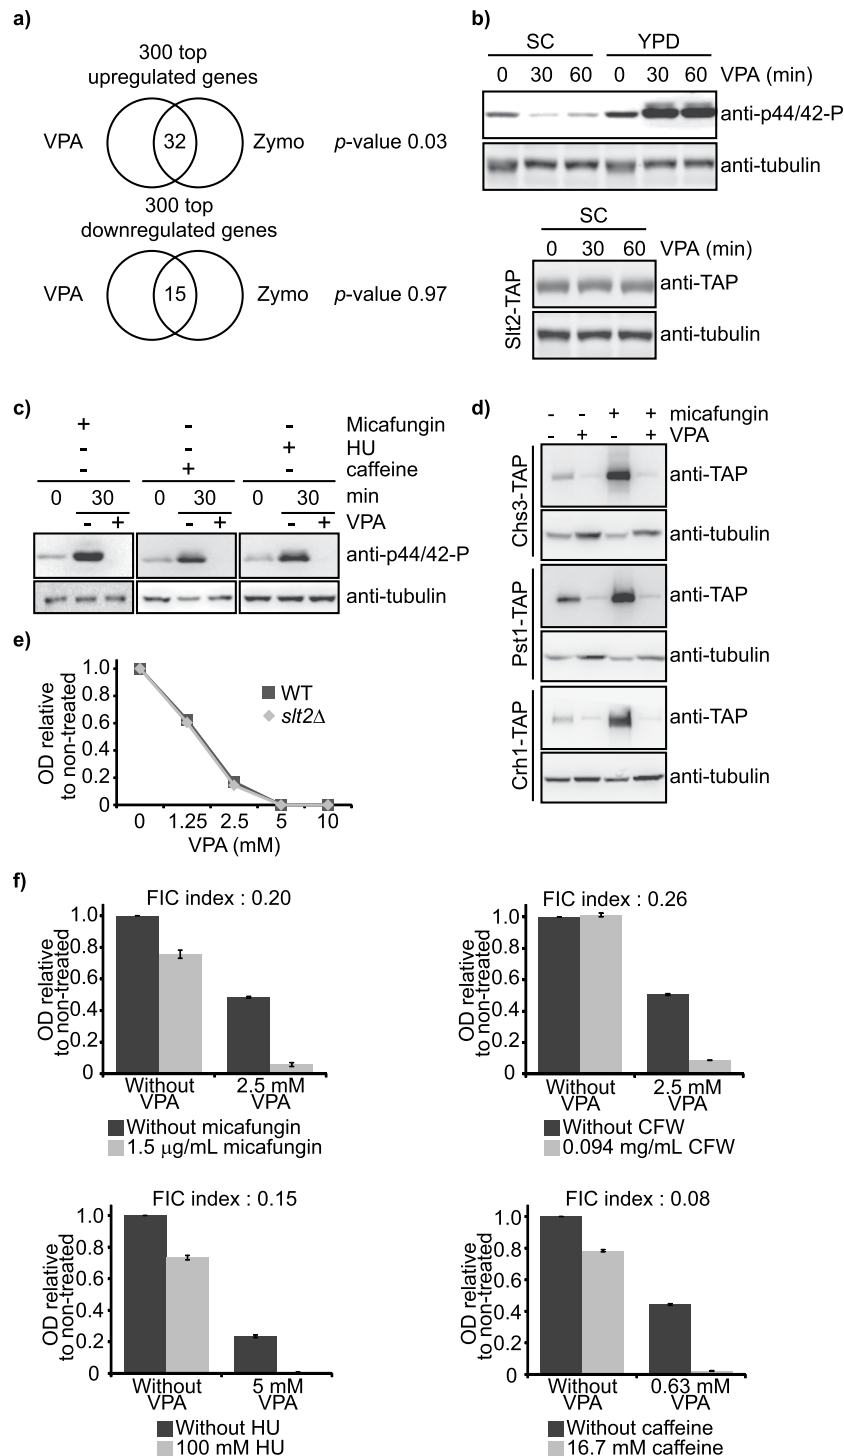 a)
300 top
upregulated genes
VPA 32 Zymo p-value 0.03
300 top
downregulated genes
VPA 15 Zymo p-value 0.97
b)
SC YPD
0 30 60 0 30 60 VPA (min)
anti-p44/42-P
anti-tubulin
SC
0 30 60 VPA (min)
Slt2-TAP
anti-TAP
anti-tubulin
c)
+ - - Micafungin
- - + HU
- + - caffeine
0 30 0 30 0 30 min
- + - + - + VPA
anti-p44/42-P
anti-tubulin
d)
- - + + micafungin
- + - + VPA
Chs3-TAP
anti-TAP
anti-tubulin
Pst1-TAP
anti-TAP
anti-tubulin
Crh1-TAP
anti-TAP
anti-tubulin
e)
OD relative
to non-treated
1.0
0.8
0.6
0.4
0.2
0
WT
slt2Δ
0 1.25 2.5 5 10
VPA (mM)
f)
FIC index : 0.20
OD relative
to non-treated
1.0
0.8
0.6
0.4
0.2
0
Without
VPA
2.5 mM
VPA
Without micafungin
1.5 μg/mL micafungin
FIC index : 0.26
OD relative
to non-treated
1.0
0.8
0.6
0.4
0.2
0
Without
VPA
2.5 mM
VPA
Without CFW
0.094 mg/mL CFW
FIC index : 0.15
OD relative
to non-treated
1.0
0.8
0.6
0.4
0.2
0
Without
VPA
5 mM
VPA
Without HU
100 mM HU
FIC index : 0.08
OD relative
to non-treated
1.0
0.8
0.6
0.4
0.2
0
Without
VPA
0.63 mM
VPA
Without caffeine
16.7 mM caffeine